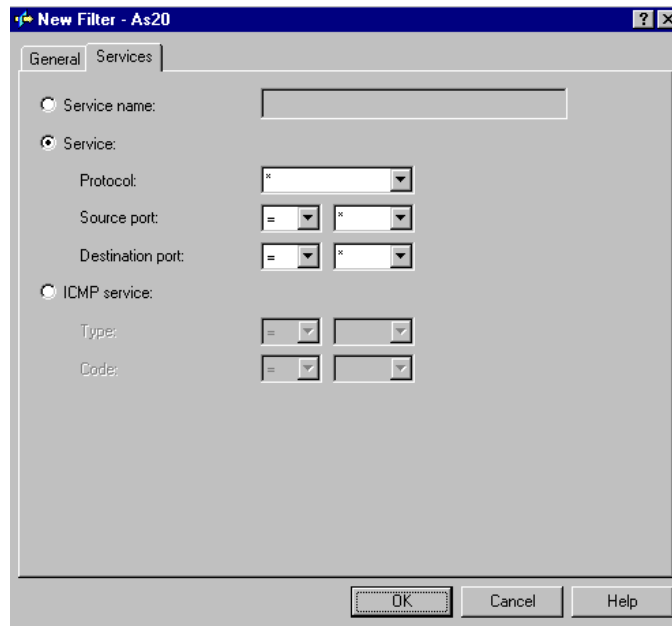 New Filter - As20
General Services
Service name:
Service:
Protocol: *
Source port: = *
Destination port: = *
ICMP service:
Type: =
Code: =
OK Cancel Help